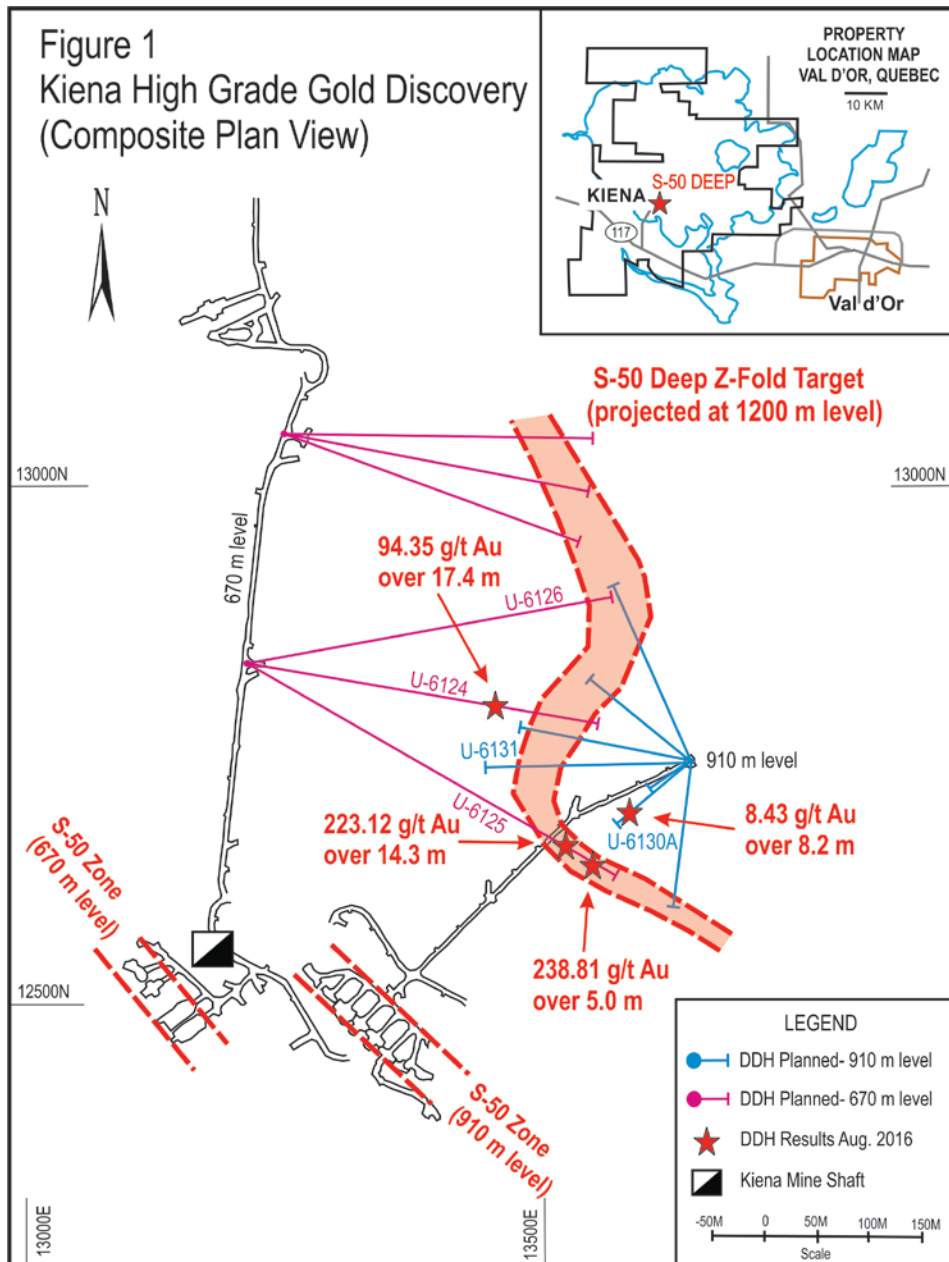 Figure 1
Kiena High Grade Gold Discovery
(Composite Plan View)
PROPERTY
LOCATION MAP
VAL D'OR, QUEBEC
10 KM
S-50 DEEP
KIENA
117
Val d'Or
N
S-50 Deep Z-Fold Target
(projected at 1200 m level)
13000N
13000N
670 m level
94.35 g/t Au
over 17.4 m
U-6126
U-6124
U-6131
910 m level
U-6125
U-6130A
8.43 g/t Au
over 8.2 m
223.12 g/t Au
over 14.3 m
238.81 g/t Au
over 5.0 m
S-50 Zone
(670 m level)
12500N
S-50 Zone
(910 m level)
13000E
13500E
LEGEND
DDH Planned- 910 m level
DDH Planned- 670 m level
DDH Results Aug. 2016
Kiena Mine Shaft
-50M 0 50M 100M 150M
Scale